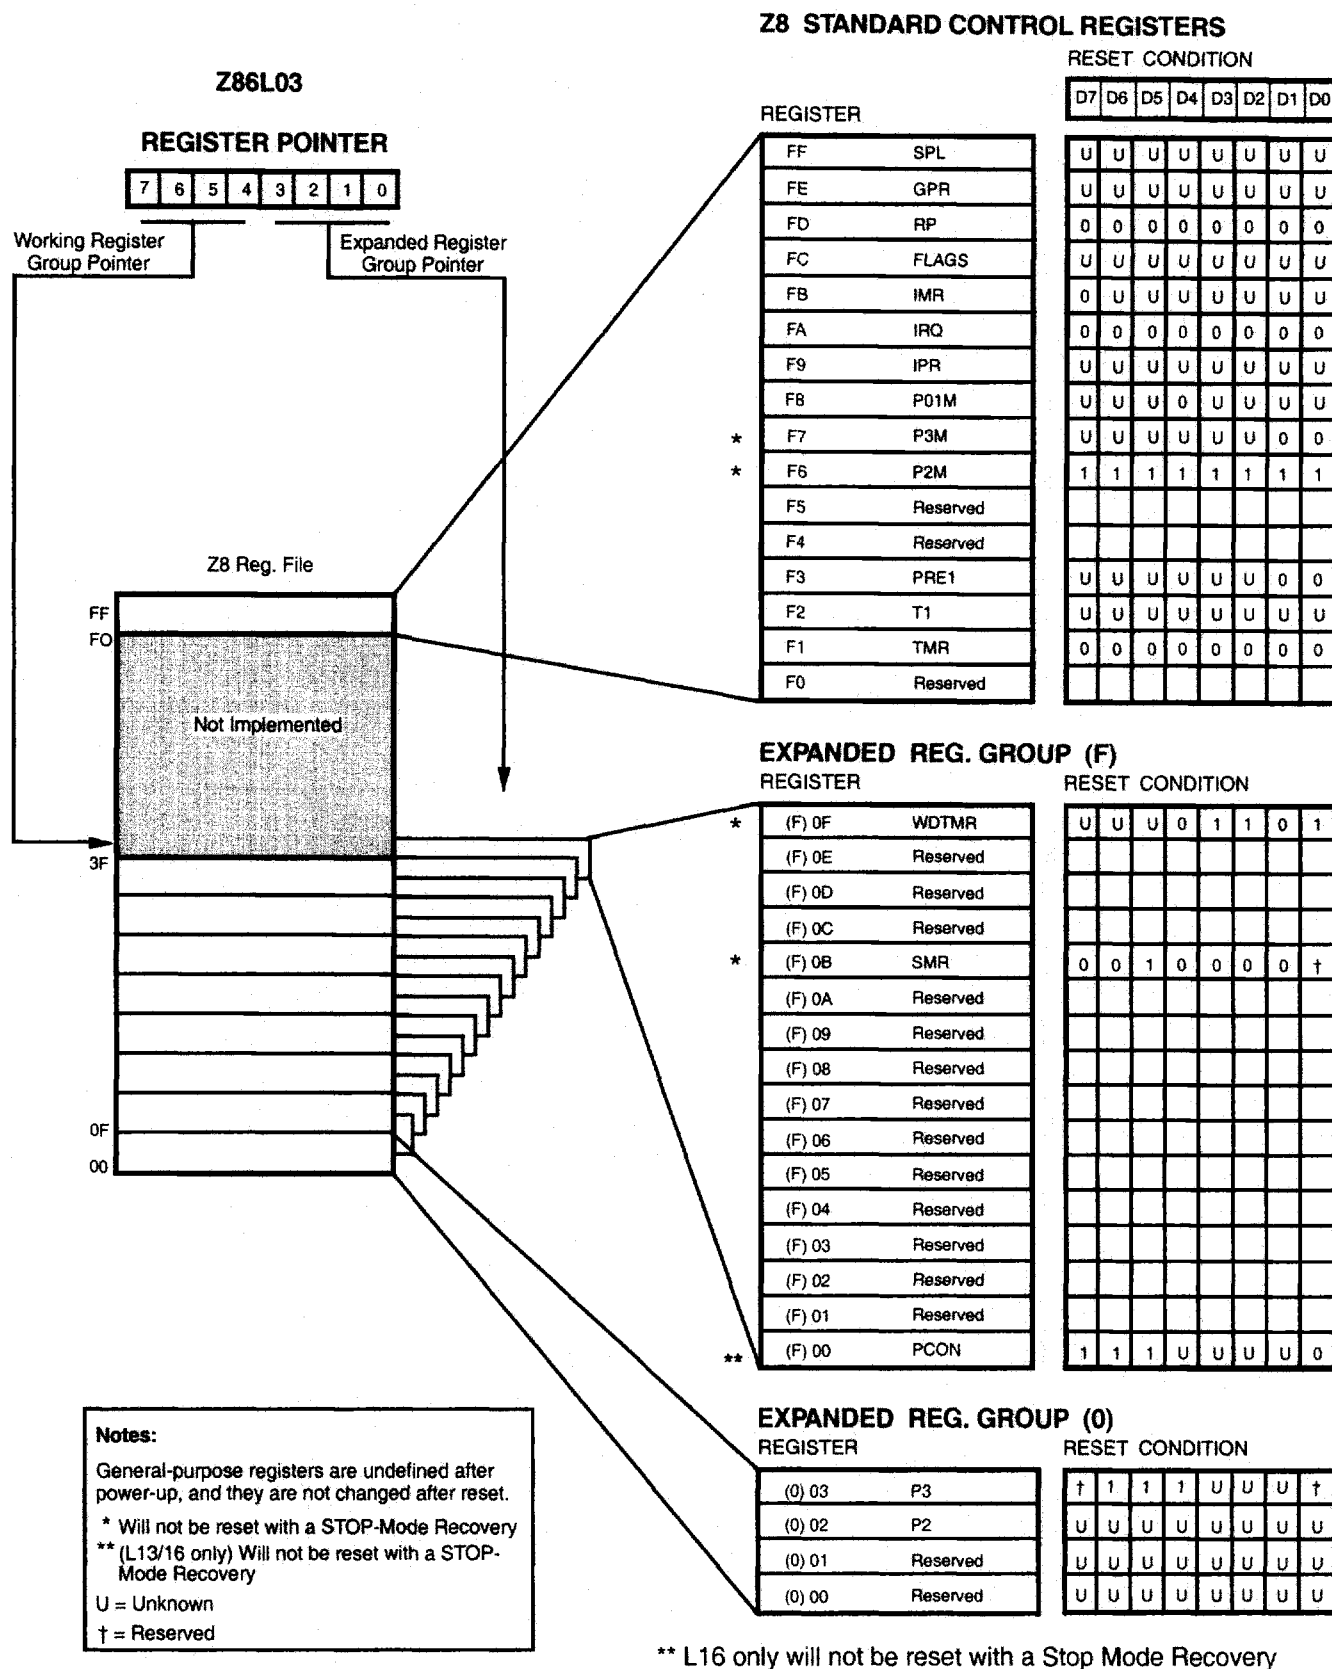 Z8 STANDARD CONTROL REGISTERS
RESET CONDITION
D7 D6 D5 D4 D3 D2 D1 D0
Z86L03
REGISTER POINTER
7 6 5 4 3 2 1 0
Working Register
Group Pointer
Expanded Register
Group Pointer
REGISTER
FF SPL U U U U U U U U
FE GPR U U U U U U U U
FD RP 0 0 0 0 0 0 0 0
FC FLAGS U U U U U U U U
FB IMR 0 U U U U U U U
FA IRQ 0 0 0 0 0 0 0 0
F9 IPR U U U U U U U U
F8 P01M U U U 0 U U U U
* F7 P3M U U U U U U 0 0
* F6 P2M 1 1 1 1 1 1 1 1
F5 Reserved
F4 Reserved
F3 PRE1 U U U U U U 0 0
F2 T1 U U U U U U U U
F1 TMR 0 0 0 0 0 0 0 0
F0 Reserved
Z8 Reg. File
FF
FO
Not Implemented
3F
0F
00
EXPANDED REG. GROUP (F)
REGISTER RESET CONDITION
* (F) 0F WDTMR U U U 0 1 1 0 1
(F) 0E Reserved
(F) 0D Reserved
(F) 0C Reserved
* (F) 0B SMR 0 0 1 0 0 0 0 †
(F) 0A Reserved
(F) 09 Reserved
(F) 08 Reserved
(F) 07 Reserved
(F) 06 Reserved
(F) 05 Reserved
(F) 04 Reserved
(F) 03 Reserved
(F) 02 Reserved
(F) 01 Reserved
** (F) 00 PCON 1 1 1 U U U U 0
EXPANDED REG. GROUP (0)
REGISTER RESET CONDITION
(0) 03 P3 † 1 1 1 U U U †
(0) 02 P2 U U U U U U U U
(0) 01 Reserved U U U U U U U U
(0) 00 Reserved U U U U U U U U
Notes:
General-purpose registers are undefined after
power-up, and they are not changed after reset.
* Will not be reset with a STOP-Mode Recovery
** (L13/16 only) Will not be reset with a STOP-
Mode Recovery
U = Unknown
† = Reserved
** L16 only will not be reset with a Stop Mode Recovery